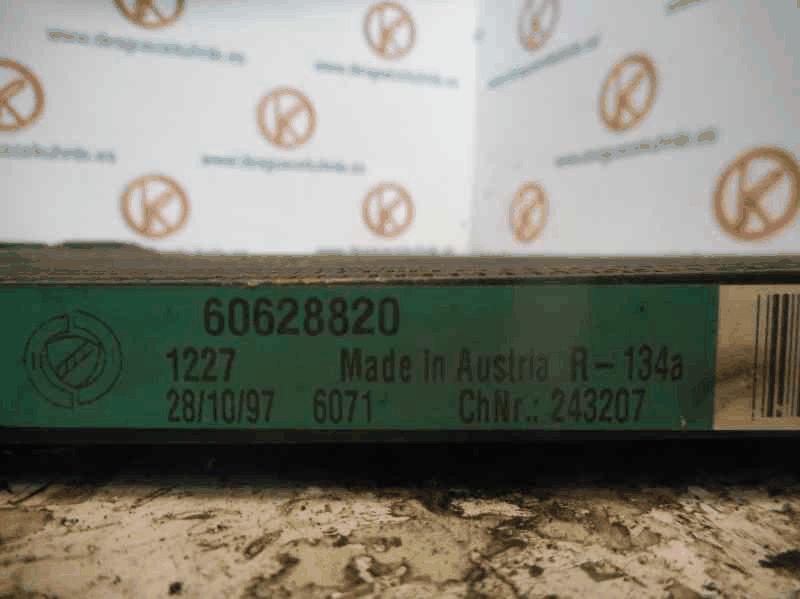 60628820
1227 Made in Austria R-134a
28/10/97 6071 ChNr.: 243207